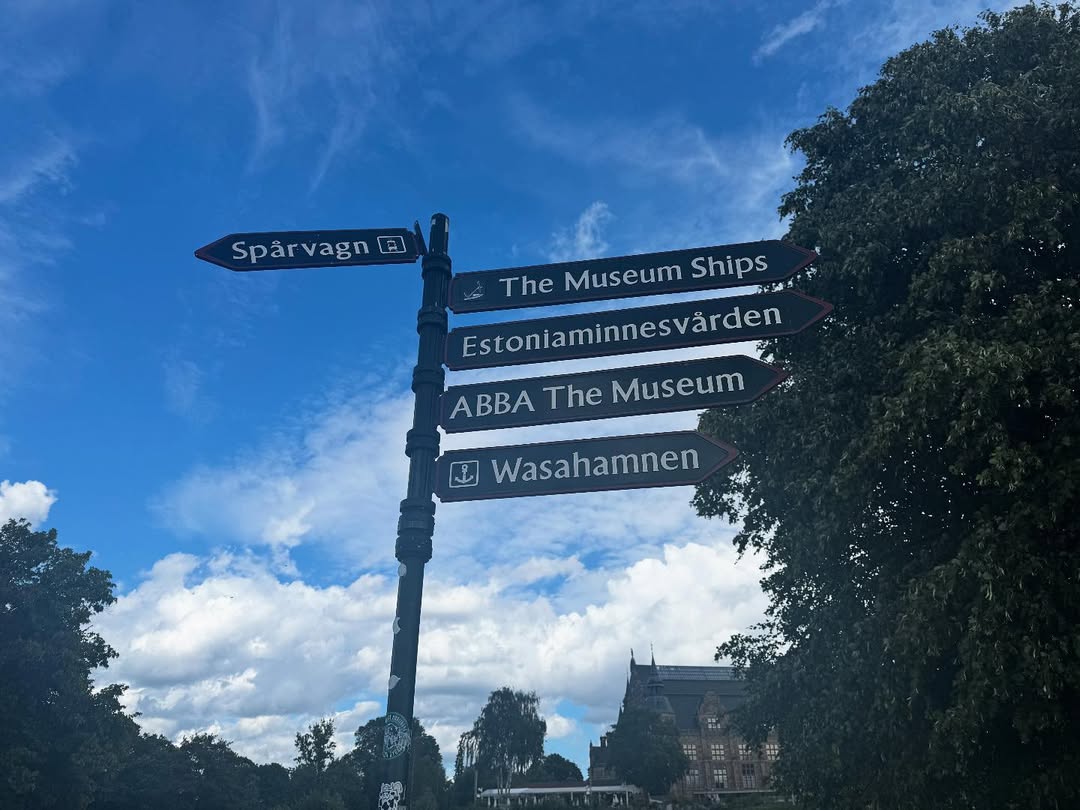 Spårvagn
The Museum Ships
Estoniaminnesvården
ABBA The Museum
Wasahamnen